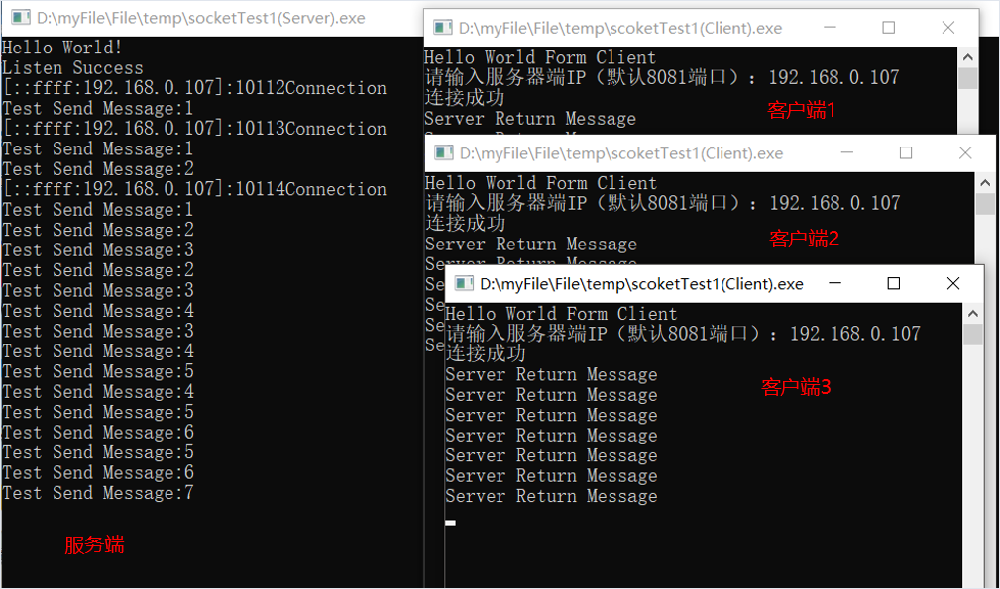 D:\myFile\File\temp\socketTest1(Server).exe
Hello World!
Listen Success
[::ffff:192.168.0.107]:10112Connection
Test Send Message:1
[::ffff:192.168.0.107]:10113Connection
Test Send Message:1
Test Send Message:2
[::ffff:192.168.0.107]:10114Connection
Test Send Message:1
Test Send Message:2
Test Send Message:3
Test Send Message:2
Test Send Message:3
Test Send Message:4
Test Send Message:3
Test Send Message:4
Test Send Message:5
Test Send Message:4
Test Send Message:5
Test Send Message:6
Test Send Message:5
Test Send Message:6
Test Send Message:7
服务端
D:\myFile\File\temp\scoketTest1(Client).exe
Hello World Form Client
请输入服务器端IP（默认8081端口）：192.168.0.107
连接成功
Server Return Message
客户端1
D:\myFile\File\temp\scoketTest1(Client).exe
Hello World Form Client
请输入服务器端IP（默认8081端口）：192.168.0.107
连接成功
Server Return Message
客户端2
Se
Se
Se
Se
D:\myFile\File\temp\scoketTest1(Client).exe
Hello World Form Client
请输入服务器端IP（默认8081端口）：192.168.0.107
连接成功
Server Return Message
Server Return Message
Server Return Message
Server Return Message
Server Return Message
Server Return Message
Server Return Message
客户端3